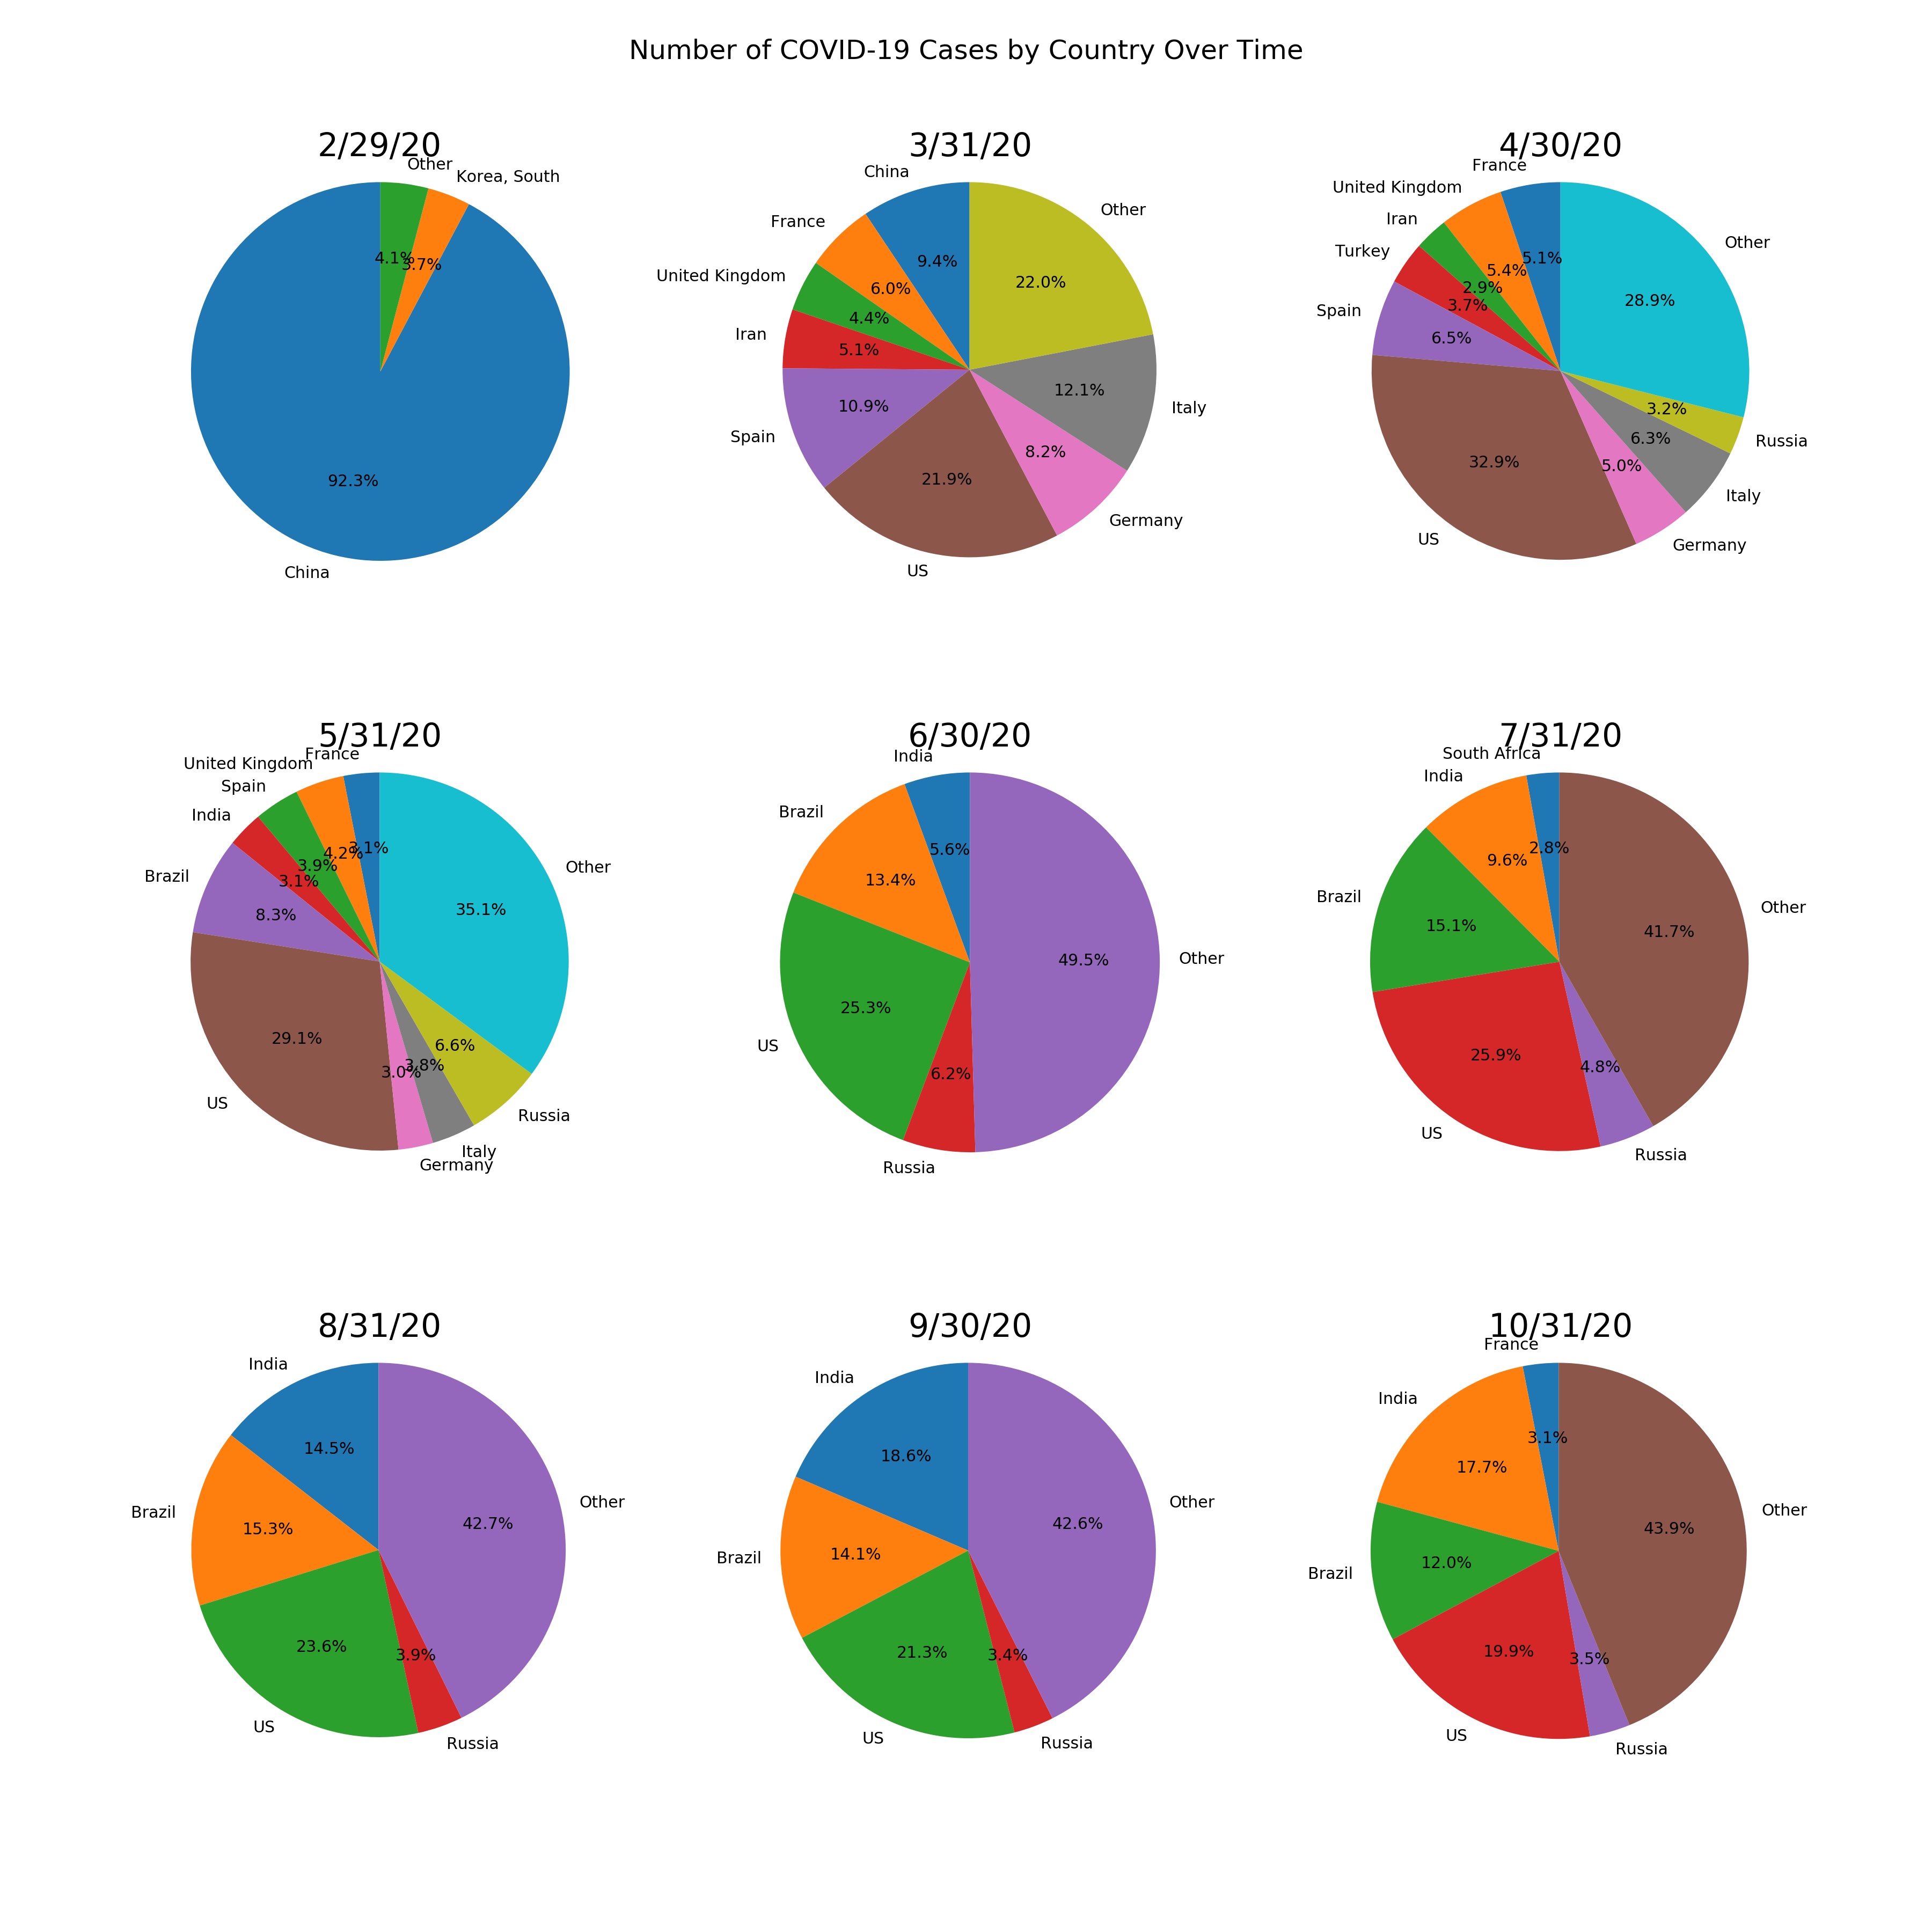 Number of COVID-19 Cases by Country Over Time
2/29/20
Other
Korea, South
4.1%
3.7%
92.3%
China
3/31/20
China
France
United Kingdom
Iran
Spain
US
Germany
Italy
Other
9.4%
6.0%
4.4%
5.1%
10.9%
21.9%
8.2%
12.1%
22.0%
4/30/20
France
United Kingdom
Iran
Turkey
Spain
US
Germany
Italy
Russia
Other
5.1%
5.4%
2.9%
3.7%
6.5%
32.9%
5.0%
6.3%
3.2%
28.9%
5/31/20
France
United Kingdom
Spain
India
Brazil
US
Germany
Italy
Russia
Other
3.1%
4.2%
3.9%
3.1%
8.3%
29.1%
3.0%
3.8%
6.6%
35.1%
6/30/20
India
Brazil
US
Russia
Other
5.6%
13.4%
25.3%
6.2%
49.5%
7/31/20
South Africa
India
Brazil
US
Russia
Other
2.8%
9.6%
15.1%
25.9%
4.8%
41.7%
8/31/20
India
Brazil
US
Russia
Other
14.5%
15.3%
23.6%
3.9%
42.7%
9/30/20
India
Brazil
US
Russia
Other
18.6%
14.1%
21.3%
3.4%
42.6%
10/31/20
France
India
Brazil
US
Russia
Other
3.1%
17.7%
12.0%
19.9%
3.5%
43.9%